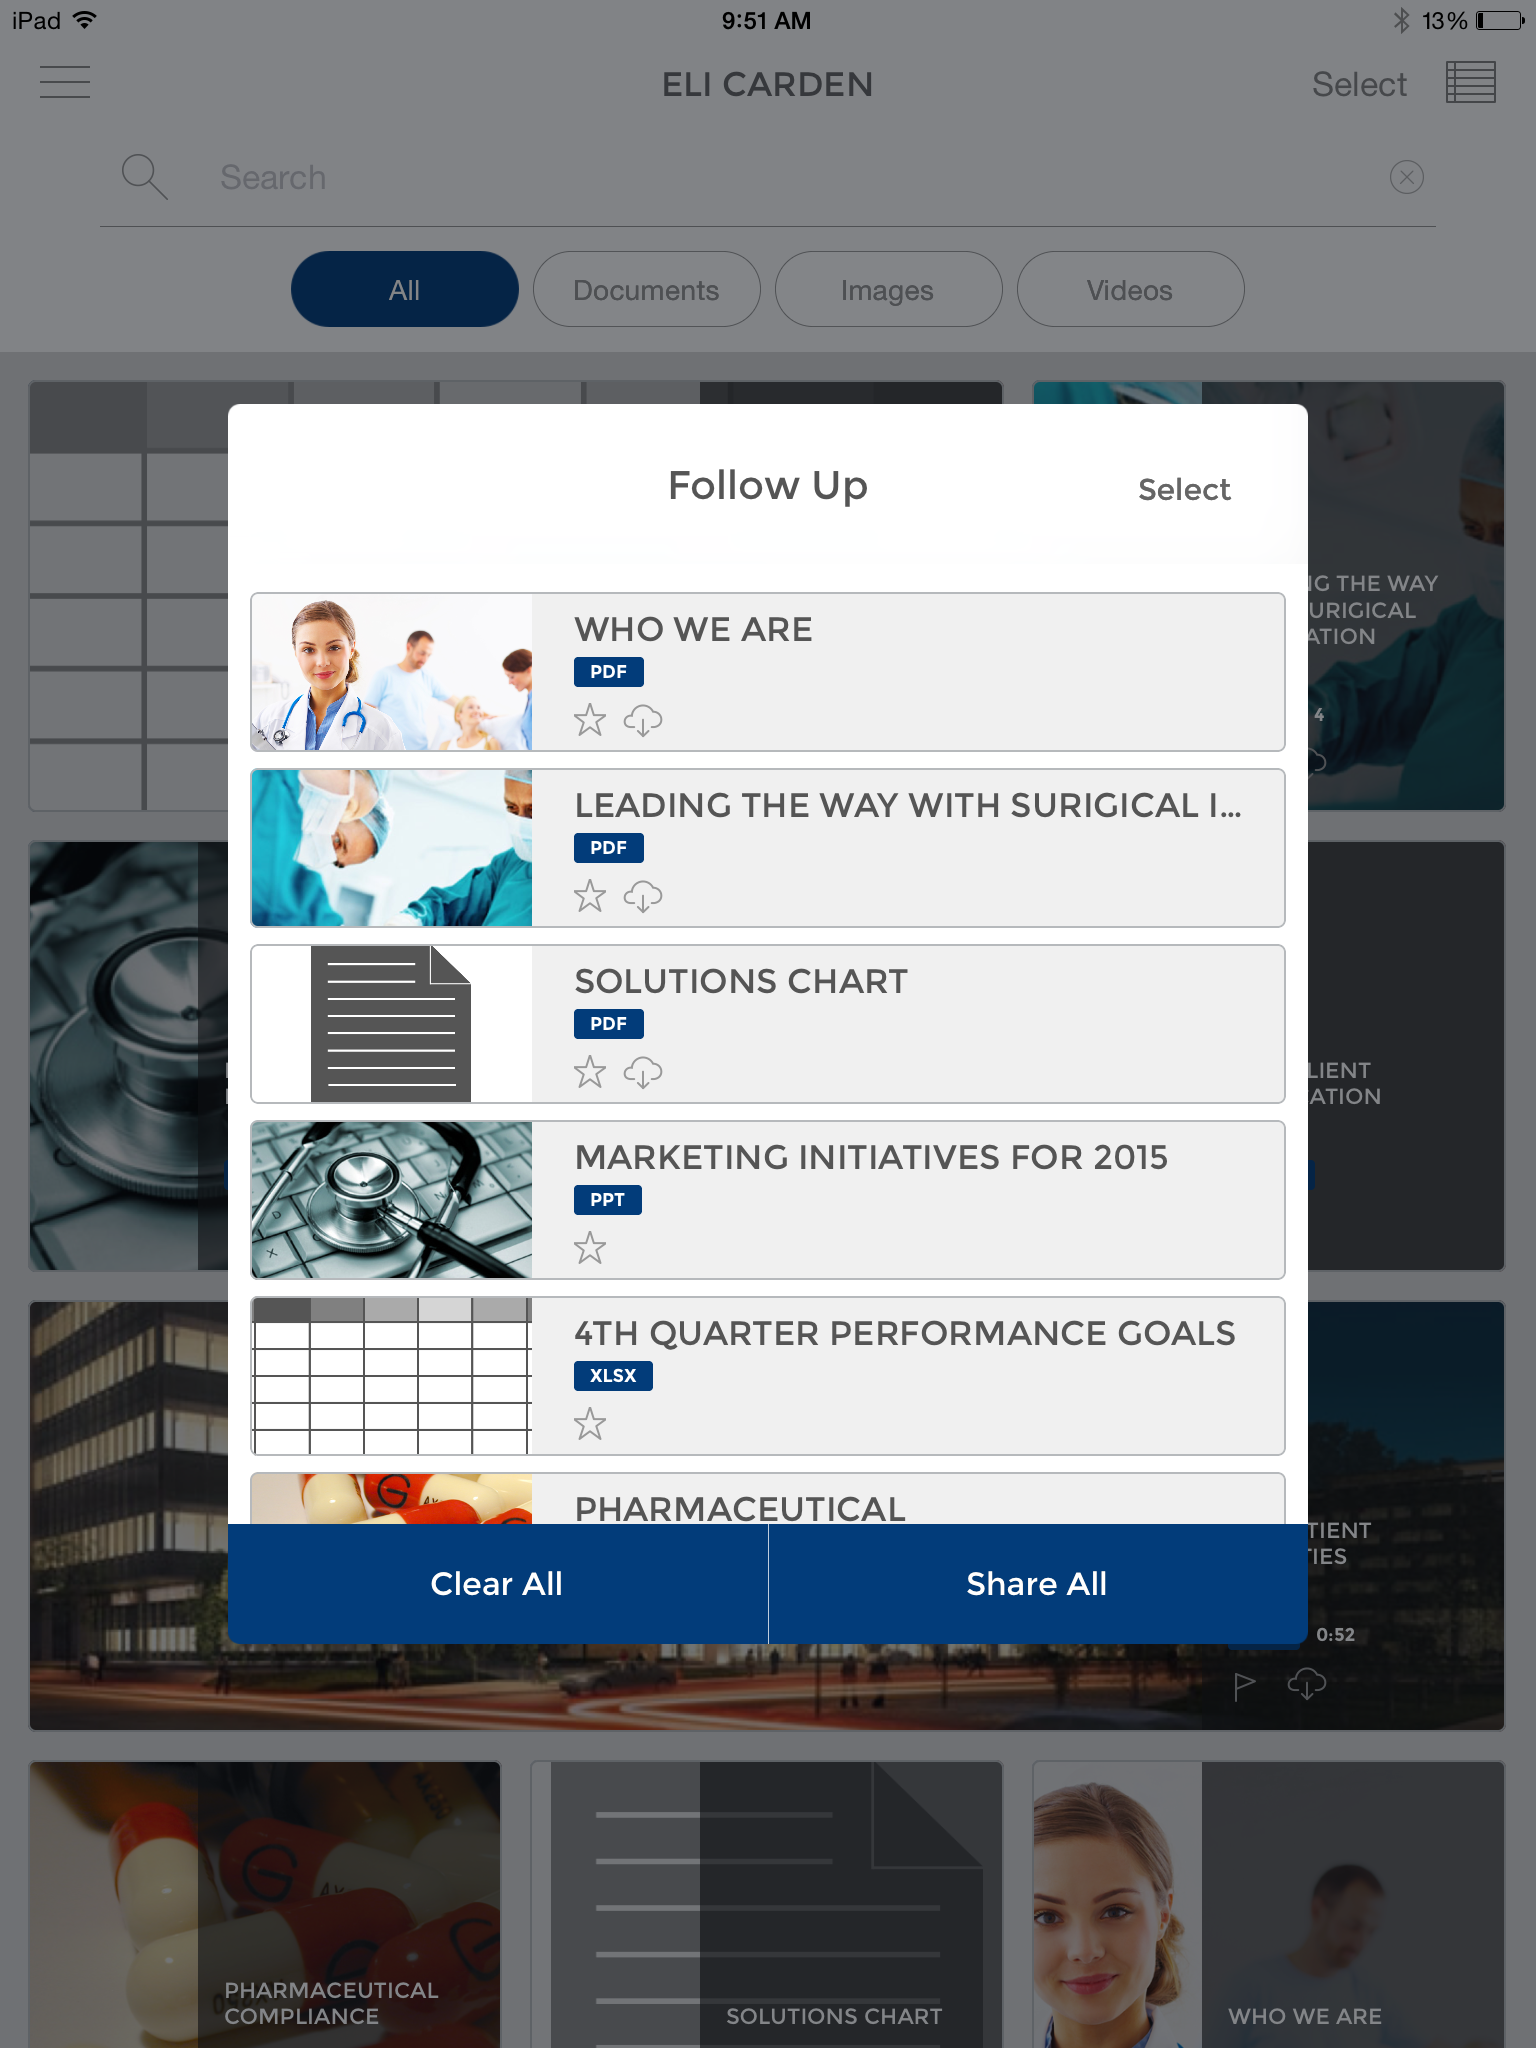 iPad
9:51 AM
13%
ELI CARDEN
Select
Search
All
Documents
Images
Videos
Follow Up
Select
NG THE WAY
URIGICAL
ATION
4
WHO WE ARE
PDF
LEADING THE WAY WITH SURIGICAL I...
PDF
SOLUTIONS CHART
PDF
LIENT
ATION
MARKETING INITIATIVES FOR 2015
PPT
4TH QUARTER PERFORMANCE GOALS
XLSX
PHARMACEUTICAL
TIENT
TIES
Clear All
Share All
0:52
PHARMACEUTICAL
COMPLIANCE
SOLUTIONS CHART
WHO WE ARE